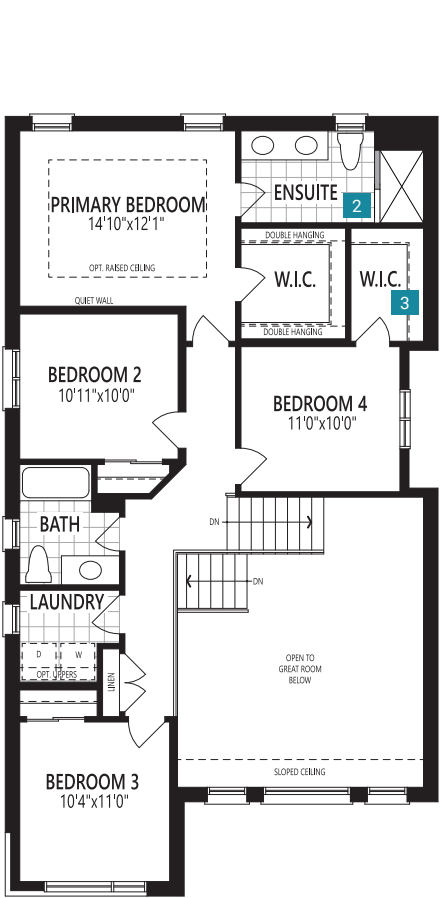 ENSUITE
2
PRIMARY BEDROOM
14'10"x12'1"
OPT. RAISED CEILING
QUIET WALL
DOUBLE HANGING
W.I.C.
DOUBLE HANGING
W.I.C.
3
BEDROOM 2
10'11"x10'0"
BEDROOM 4
11'0"x10'0"
BATH
DN
DN
LAUNDRY
D
W
OPT. UPPERS
LINEN
OPEN TO
GREAT ROOM
BELOW
SLOPED CEILING
BEDROOM 3
10'4"x11'0"